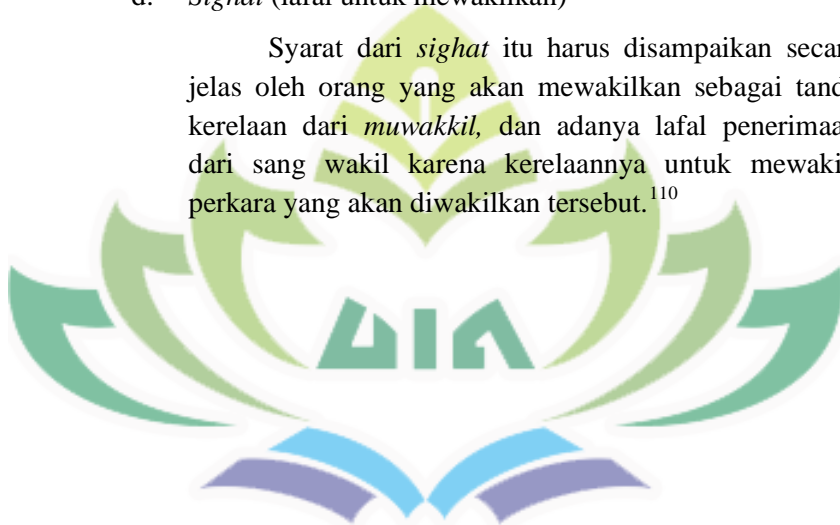 d. Sighat (lafal untuk mewakilkan)
Syarat dari sighat itu harus disampaikan secar
jelas oleh orang yang akan mewakilkan sebagai tand
kerelaan dari muwakkil, dan adanya lafal penerimaa
dari sang wakil karena kerelaannya untuk mewaki
perkara yang akan diwakilkan tersebut.110
UIN